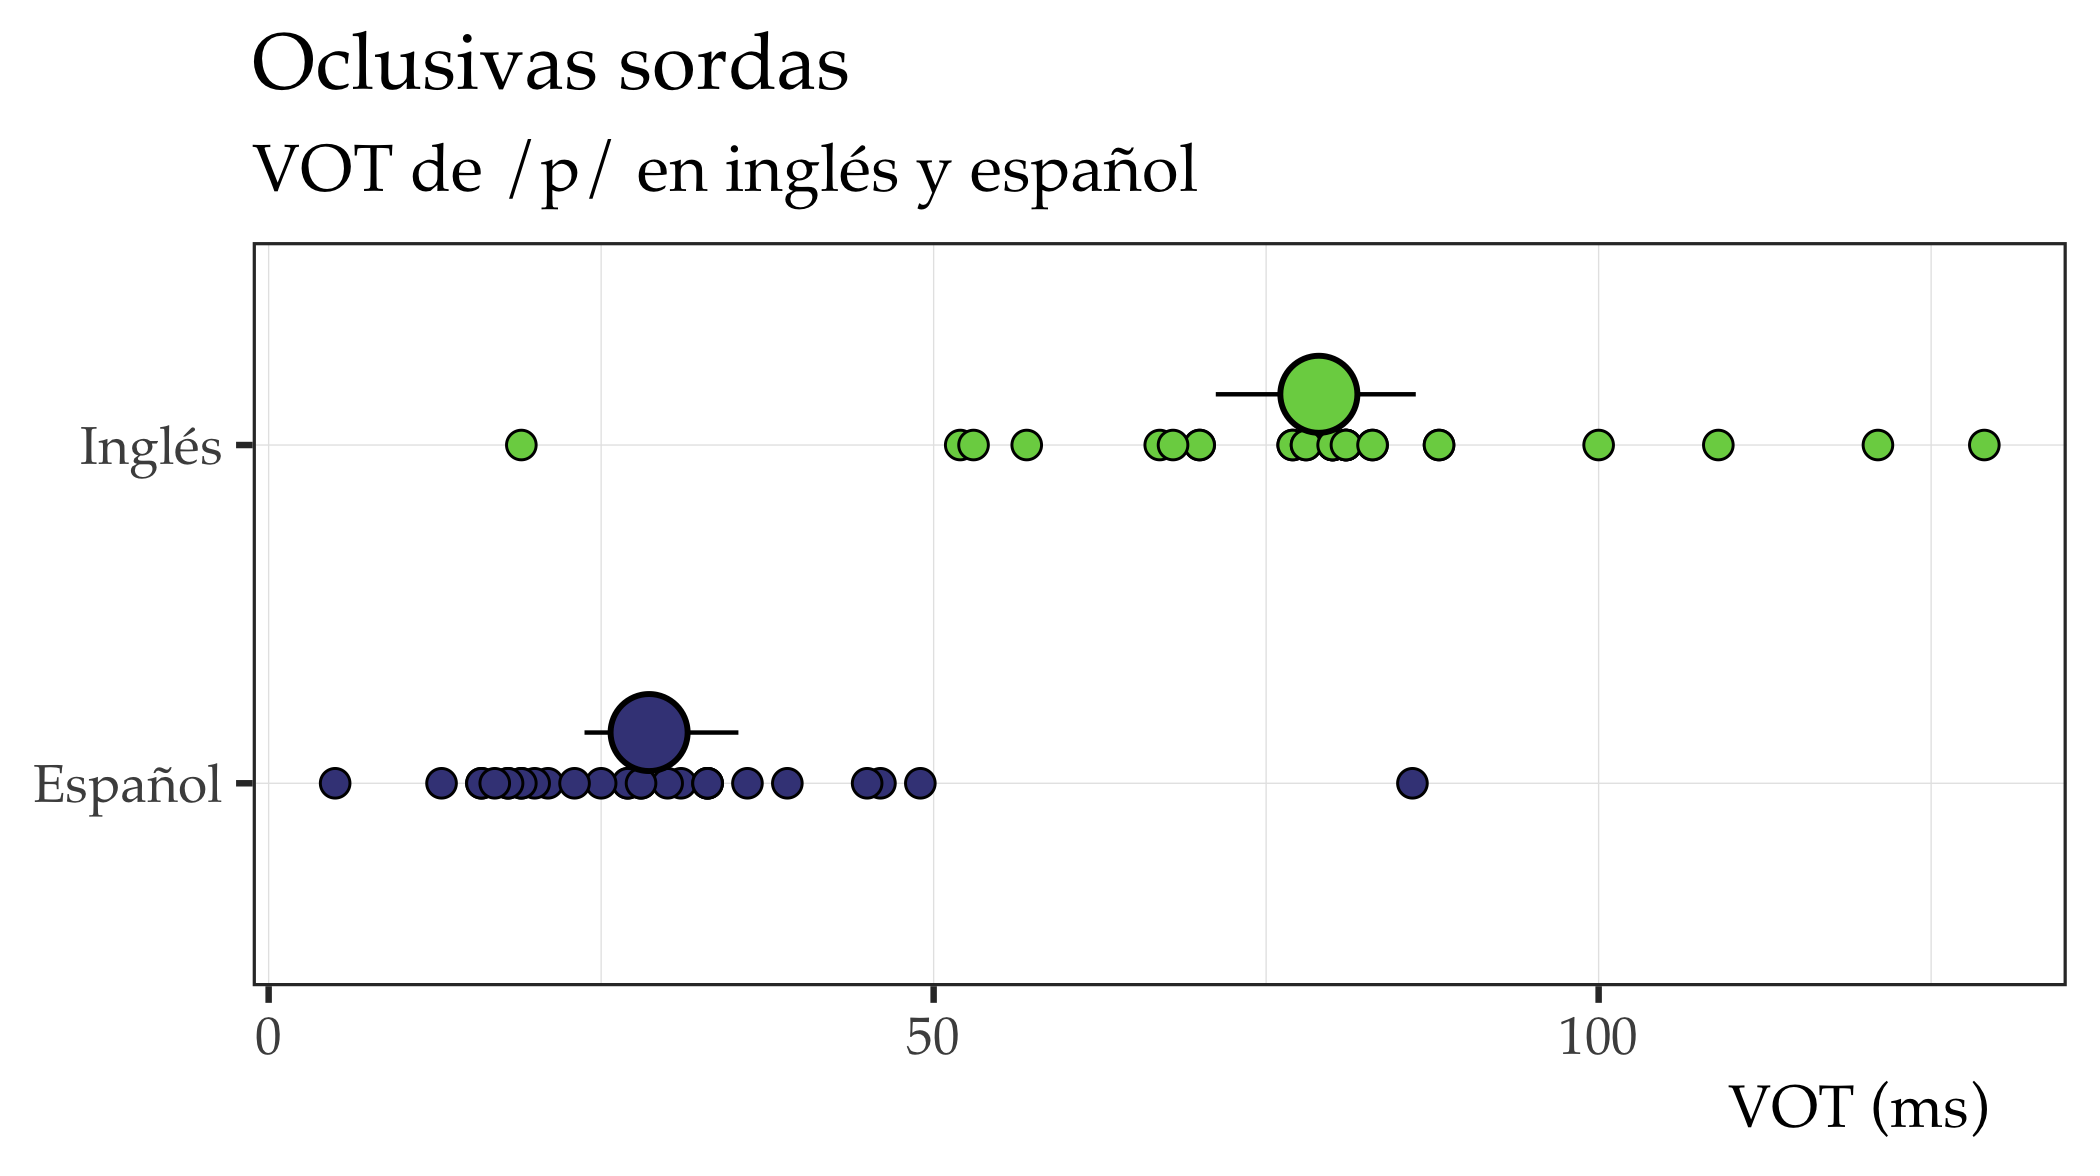 Oclusivas sordas
VOT de /p/ en inglés y español
Inglés
Español
0 50 100
VOT (ms)